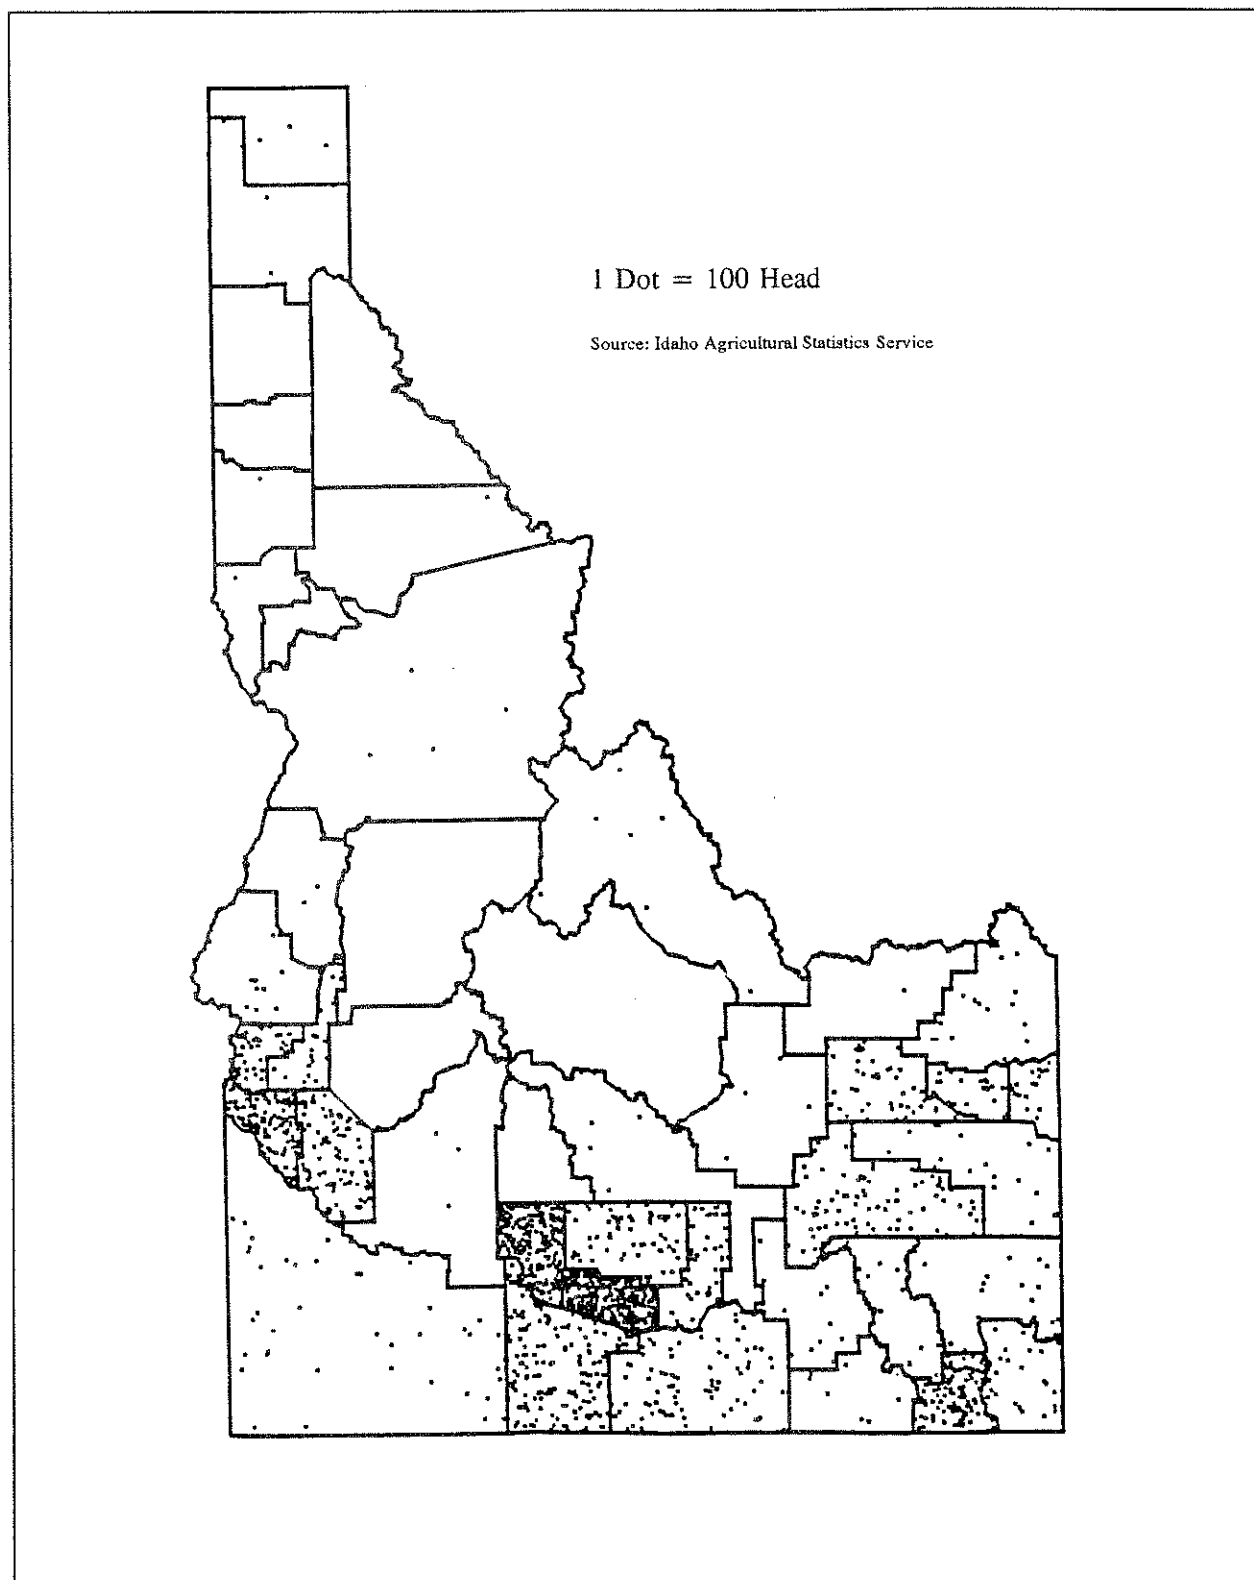 1 Dot = 100 Head
Source: Idaho Agricultural Statistics Service